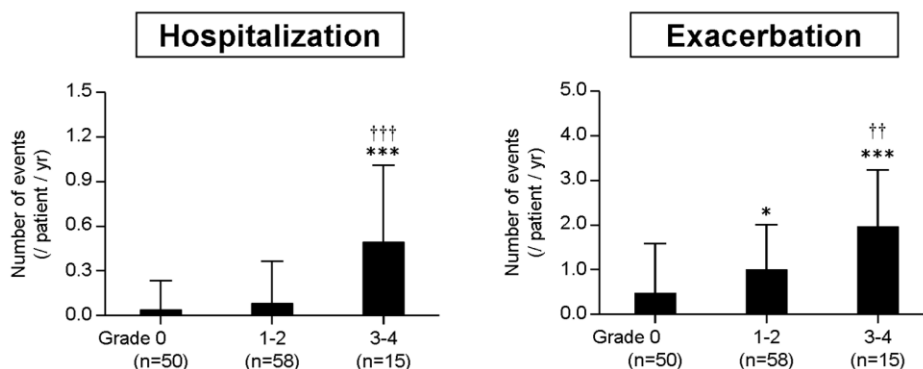 Hospitalization
Number of events
(/ patient / yr)
1.5
1.2
0.9
0.6
0.3
0.0
†††
***
Grade 0 1-2 3-4
(n=50) (n=58) (n=15)
Exacerbation
Number of events
(/ patient / yr)
5.0
4.0
3.0
2.0
1.0
0.0
*
††
***
Grade 0 1-2 3-4
(n=50) (n=58) (n=15)